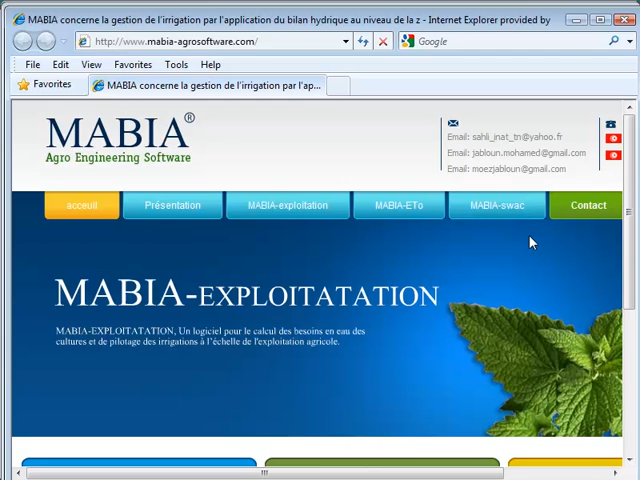 MABIA concerne la gestion de l'irrigation par l'application du bilan hydrique au niveau de la z - Internet Explorer provided by
http://www.mabia-agrosoftware.com/
Google
File Edit View Favorites Tools Help
Favorites
MABIA concerne la gestion de l'irrigation par l'ap...
MABIA®
Agro Engineering Software
Email: sahli_inat_tn@yahoo.fr
Email: jabloun.mohamed@gmail.com
Email: moezjabloun@gmail.com
acceuil Présentation MABIA-exploitation MABIA-ETo MABIA-swac Contact
MABIA-EXPLOITATATION
MABIA-EXPLOITATATION, Un logiciel pour le calcul des besoins en eau des
cultures et de pilotage des irrigations à l'échelle de l'exploitation agricole.